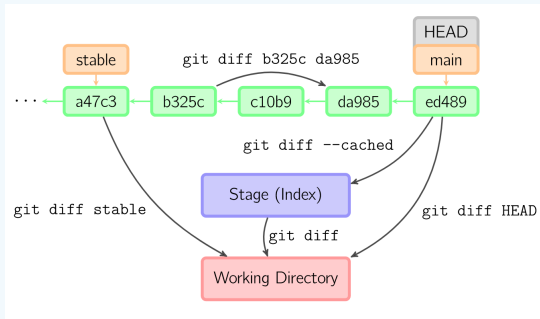 HEAD
stable
main
git diff b325c da985
...
a47c3
b325c
c10b9
da985
ed489
git diff --cached
Stage (Index)
git diff stable
git diff HEAD
git diff
Working Directory